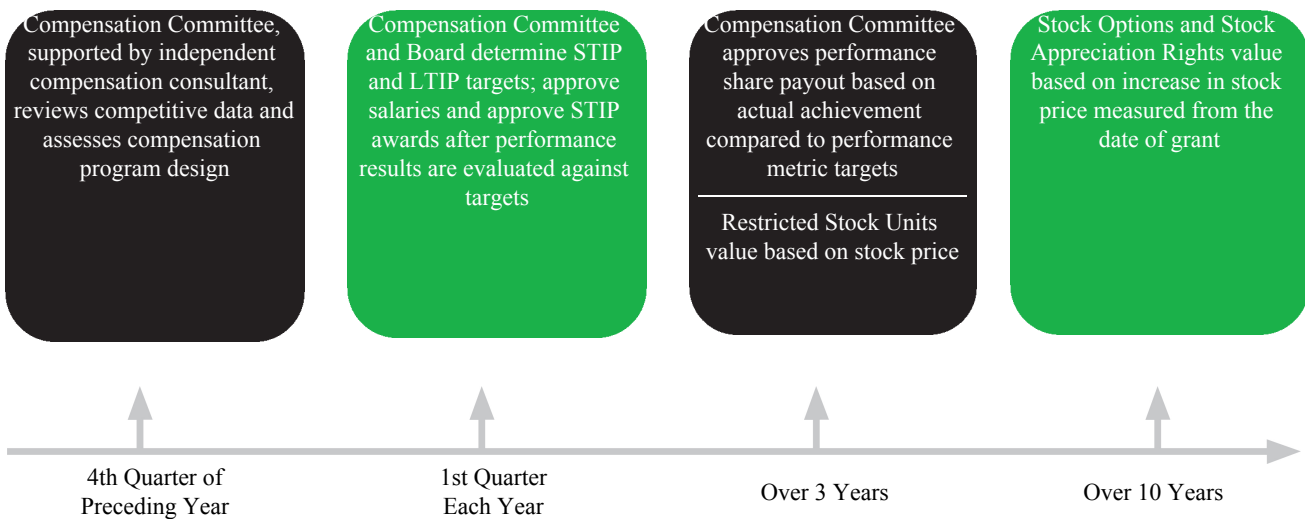 Compensation Committee,
supported by independent
compensation consultant,
reviews competitive data and
assesses compensation
program design
Compensation Committee
and Board determine STIP
and LTIP targets; approve
salaries and approve STIP
awards after performance
results are evaluated against
targets
Compensation Committee
approves performance
share payout based on
actual achievement
compared to performance
metric targets
Restricted Stock Units
value based on stock price
Stock Options and Stock
Appreciation Rights value
based on increase in stock
price measured from the
date of grant
4th Quarter of
Preceding Year
1st Quarter
Each Year
Over 3 Years
Over 10 Years